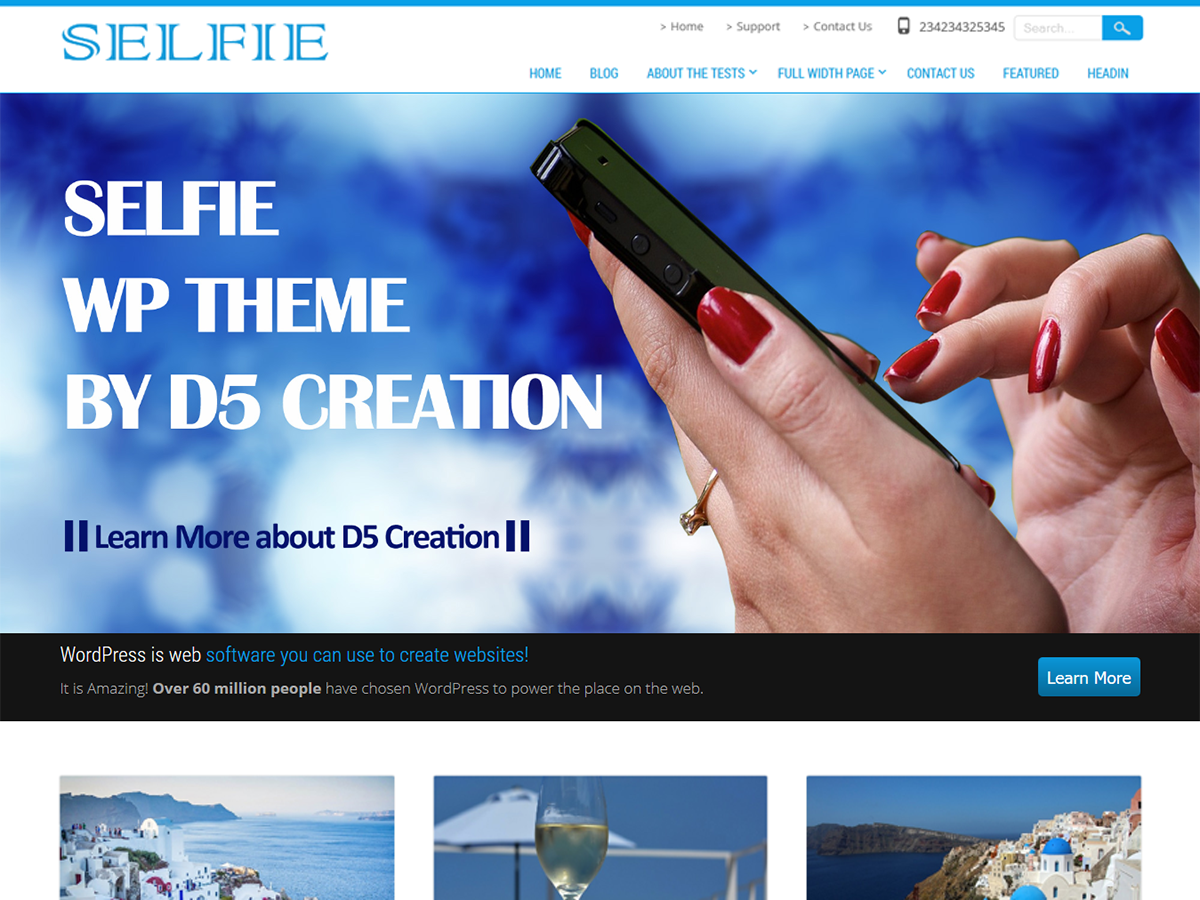 SELFIE
> Home > Support > Contact Us 234234325345 Search...
HOME BLOG ABOUT THE TESTS FULL WIDTH PAGE CONTACT US FEATURED HEADIN
SELFIE
WP THEME
BY D5 CREATION
Learn More about D5 Creation
WordPress is web software you can use to create websites!
It is Amazing! Over 60 million people have chosen WordPress to power the place on the web.
Learn More